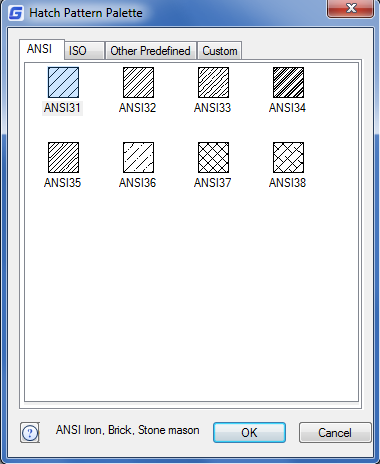 Hatch Pattern Palette
ANSI ISO Other Predefined Custom
ANSI31 ANSI32 ANSI33 ANSI34
ANSI35 ANSI36 ANSI37 ANSI38
? ANSI Iron, Brick, Stone mason OK Cancel